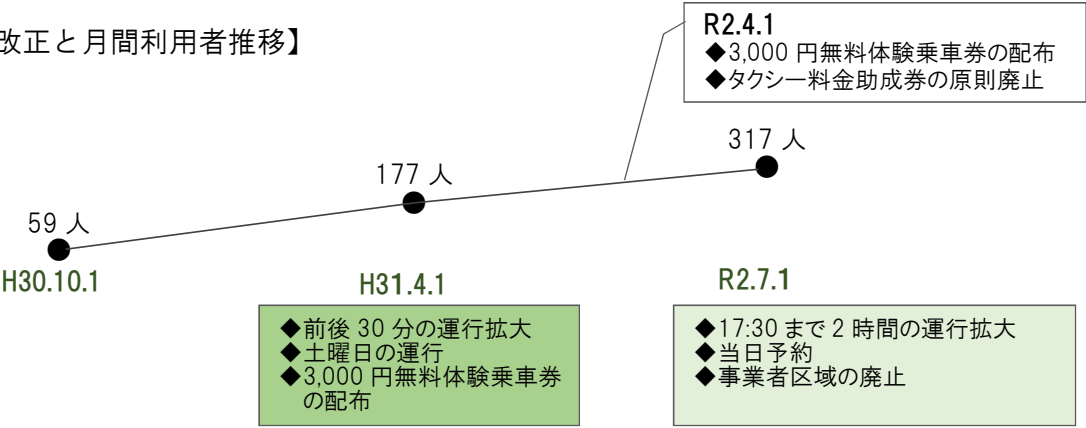 改正と月間利用者推移】
R2.4.1
◆3,000 円無料体験乗車券の配布
◆タクシー料金助成券の原則廃止
317 人
177 人
59 人
H30.10.1
H31.4.1
R2.7.1
◆前後 30 分の運行拡大
◆土曜日の運行
◆3,000 円無料体験乗車券
の配布
◆17:30 まで 2 時間の運行拡大
◆当日予約
◆事業者区域の廃止